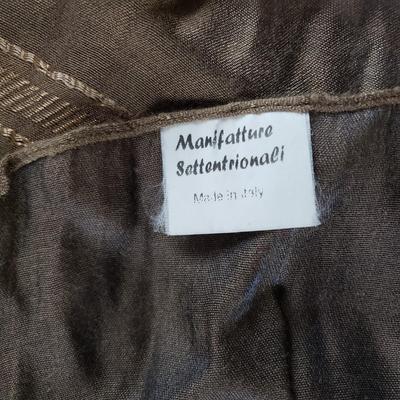 Manifatture
Settentrionali
Made in Italy